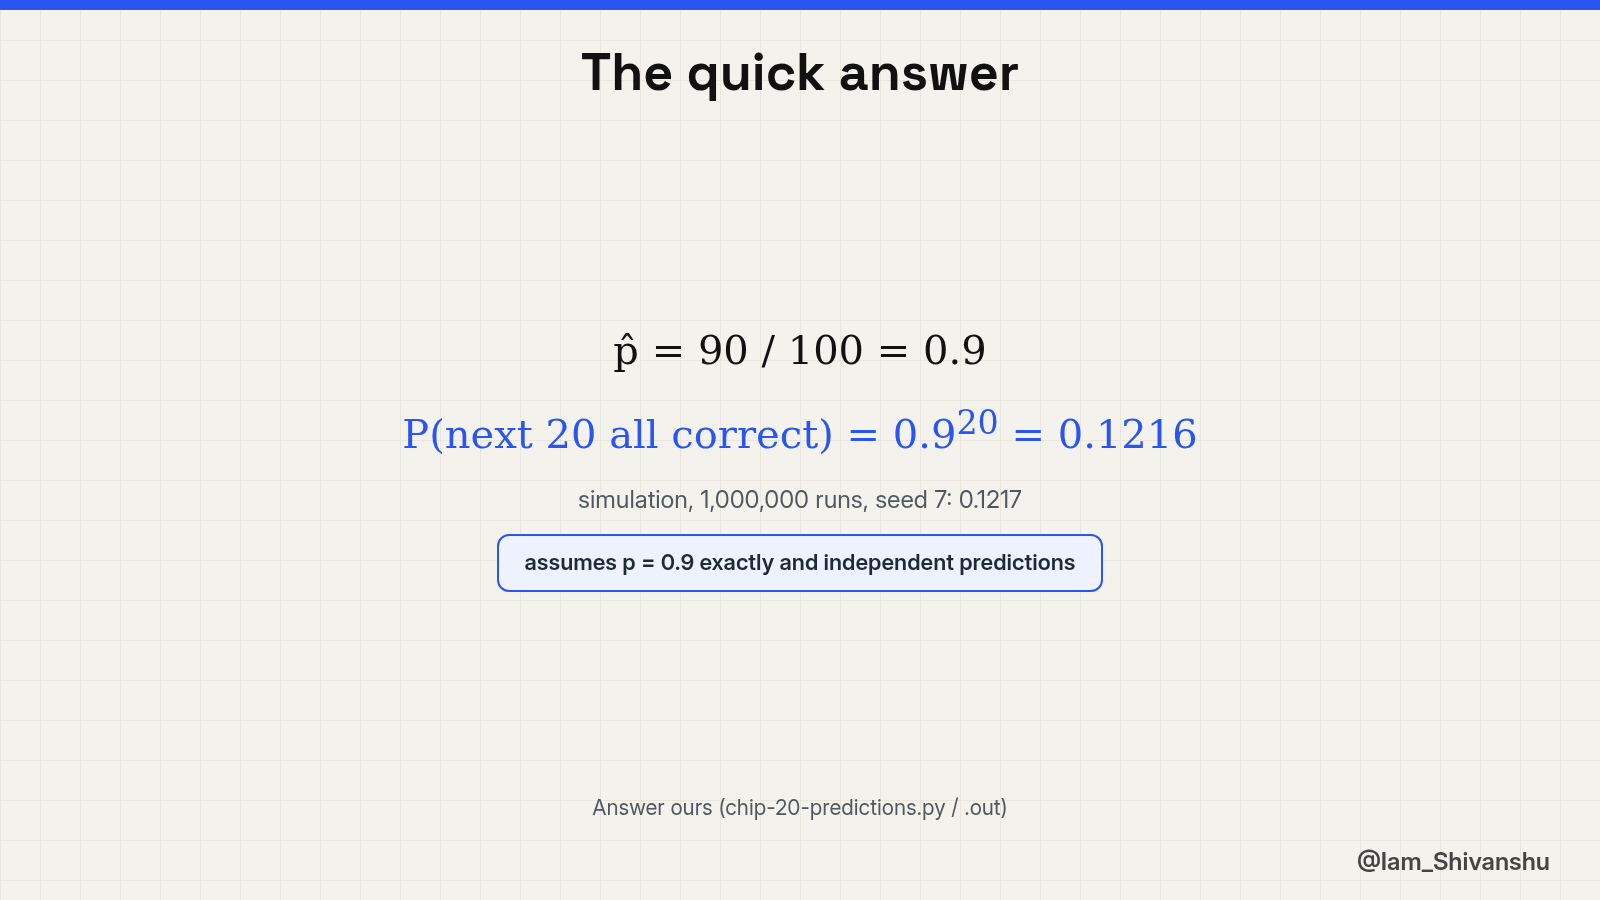 The quick answer
p̂ = 90 / 100 = 0.9
P(next 20 all correct) = 0.9²⁰ = 0.1216
simulation, 1,000,000 runs, seed 7: 0.1217
assumes p = 0.9 exactly and independent predictions
Answer ours (chip-20-predictions.py / .out)
@Iam_Shivanshu